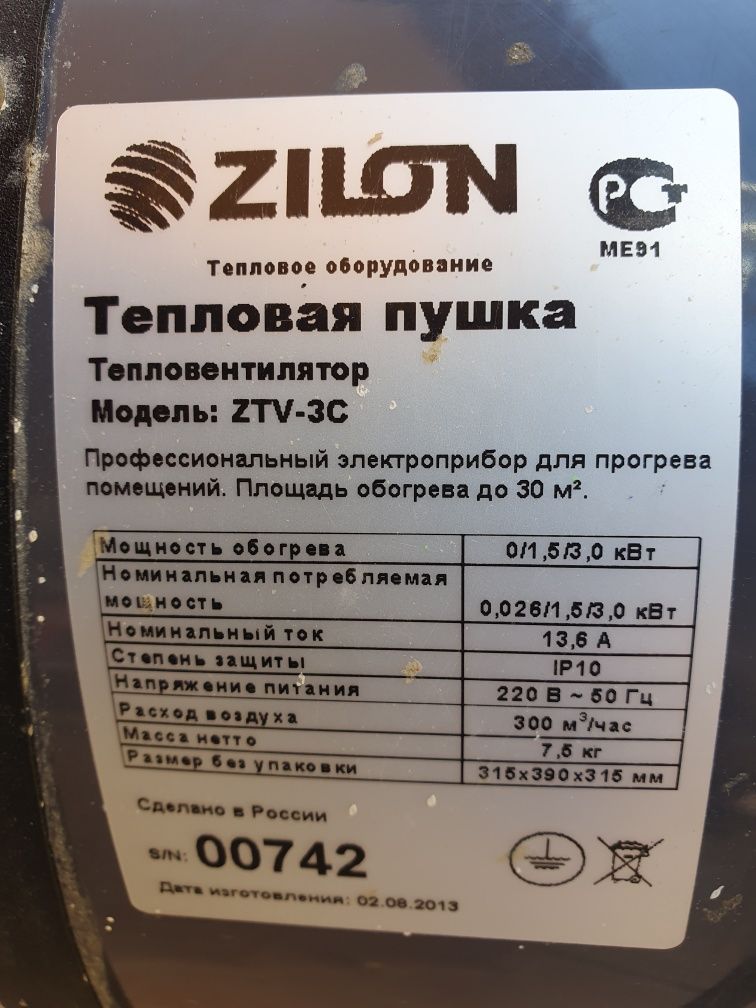 ZILON
РСТ
ME91
Тепловое оборудование
Тепловая пушка
Тепловентилятор
Модель: ZTV-3C
Профессиональный электроприбор для прогрева
помещений. Площадь обогрева до 30 м².
Мощность обогрева 0/1,5/3,0 кВт
Номинальная потребляемая
мощность 0,026/1,5/3,0 кВт
Номинальный ток 13,6 А
Степень защиты IP10
Напряжение питания 220 В ~ 50 Гц
Расход воздуха 300 м³/час
Масса нетто 7,5 кг
Размер без упаковки 315x390x315 мм
Сделано в России
S/N: 00742
Дата изготовления: 02.08.2013